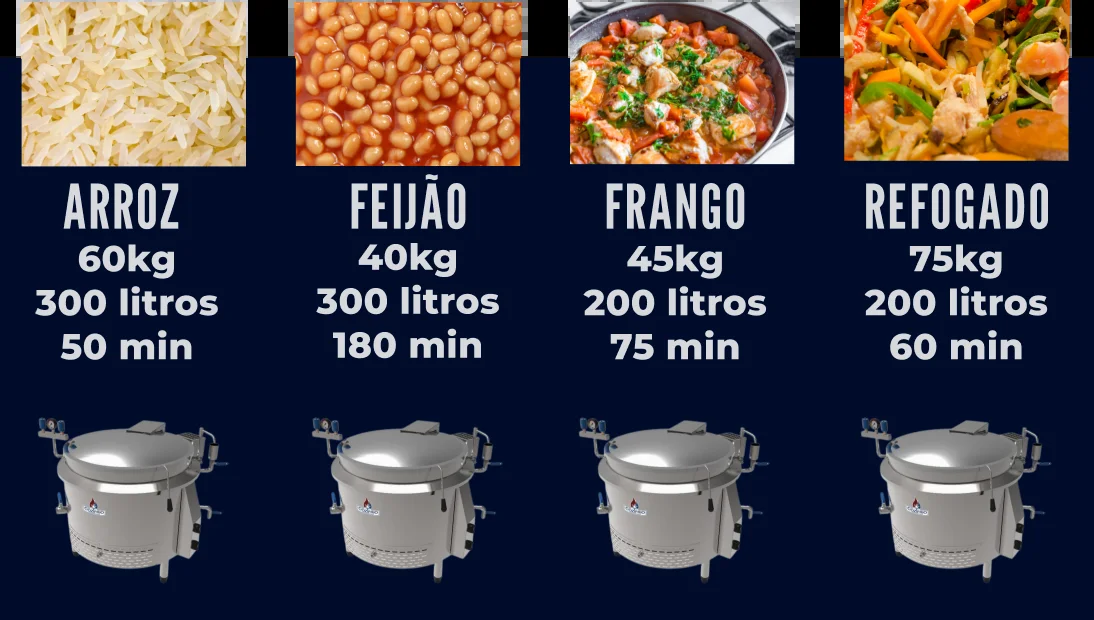 ARROZ
60kg
300 litros
50 min
FEIJÃO
40kg
300 litros
180 min
FRANGO
45kg
200 litros
75 min
REFOGADO
75kg
200 litros
60 min